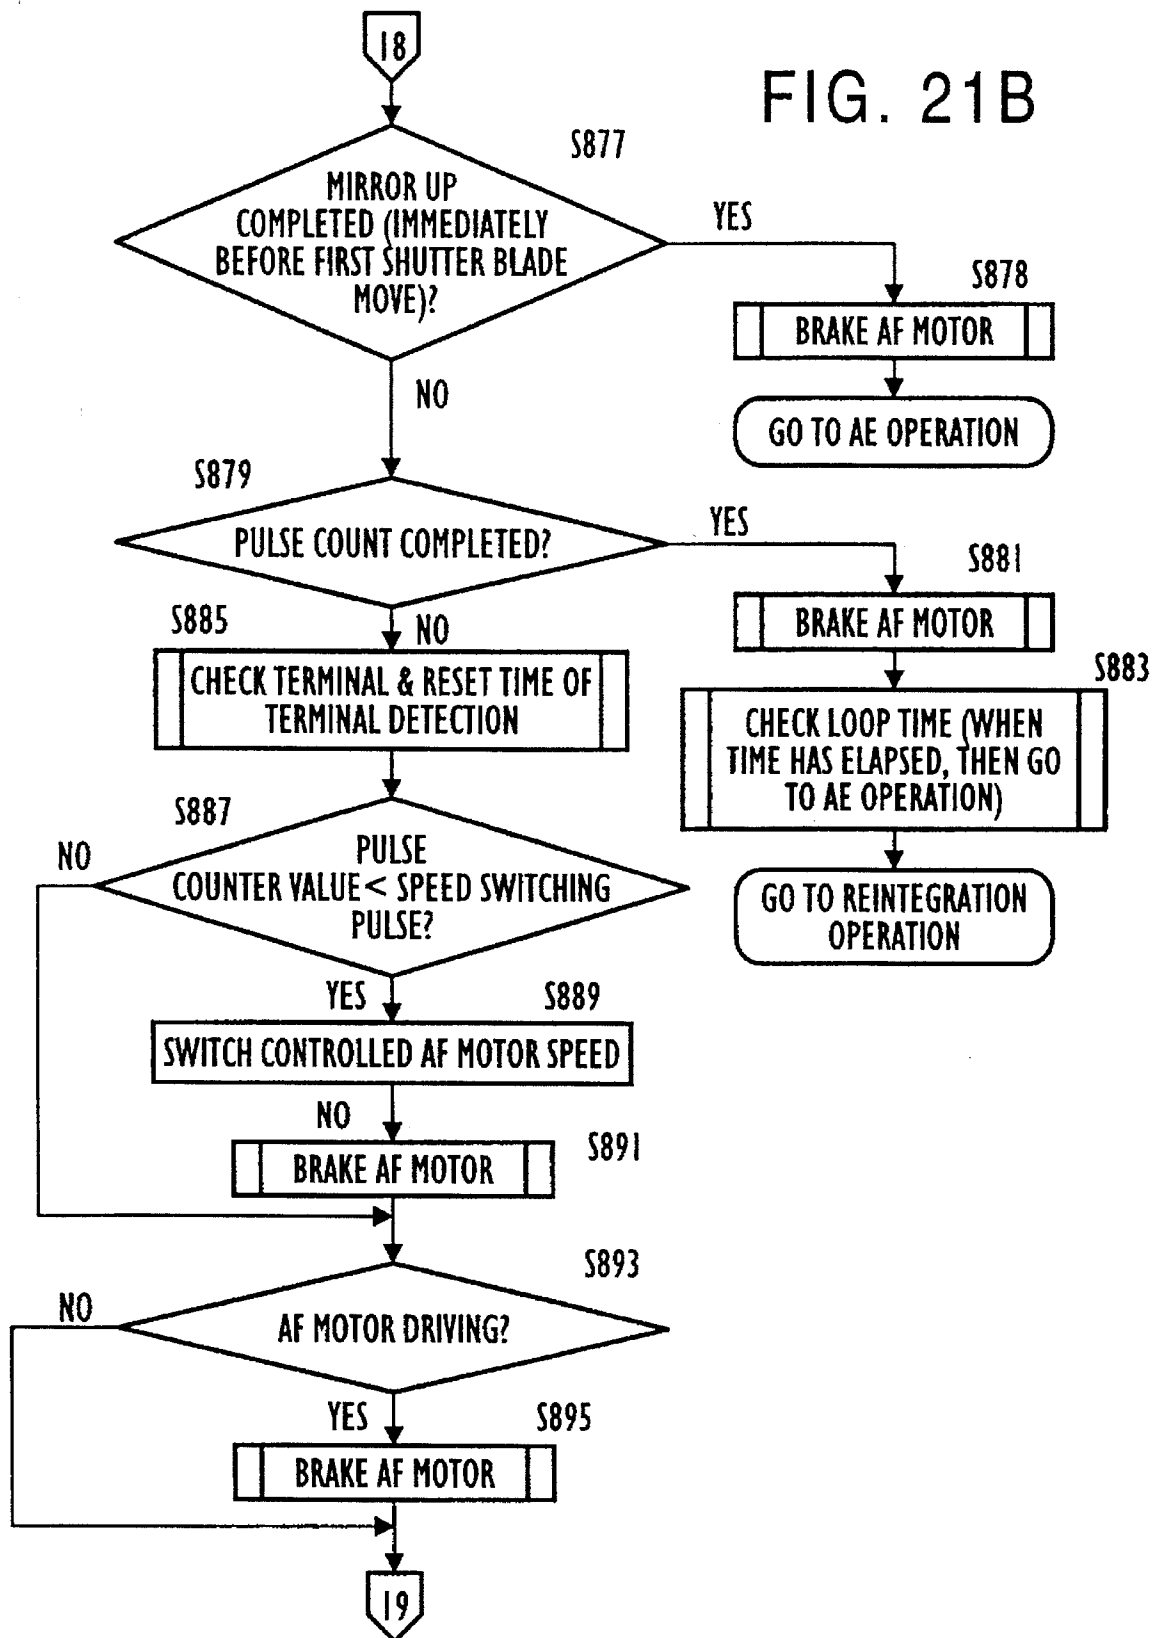 18
FIG. 21B
S877
MIRROR UP
COMPLETED (IMMEDIATELY
BEFORE FIRST SHUTTER BLADE
MOVE)?
YES
S878
BRAKE AF MOTOR
GO TO AE OPERATION
NO
S879
PULSE COUNT COMPLETED?
YES
S881
BRAKE AF MOTOR
S883
CHECK LOOP TIME (WHEN
TIME HAS ELAPSED, THEN GO
TO AE OPERATION)
GO TO REINTEGRATION
OPERATION
NO
S885
CHECK TERMINAL & RESET TIME OF
TERMINAL DETECTION
S887
NO
PULSE
COUNTER VALUE < SPEED SWITCHING
PULSE?
YES
S889
SWITCH CONTROLLED AF MOTOR SPEED
NO
S891
BRAKE AF MOTOR
S893
NO
AF MOTOR DRIVING?
YES
S895
BRAKE AF MOTOR
19